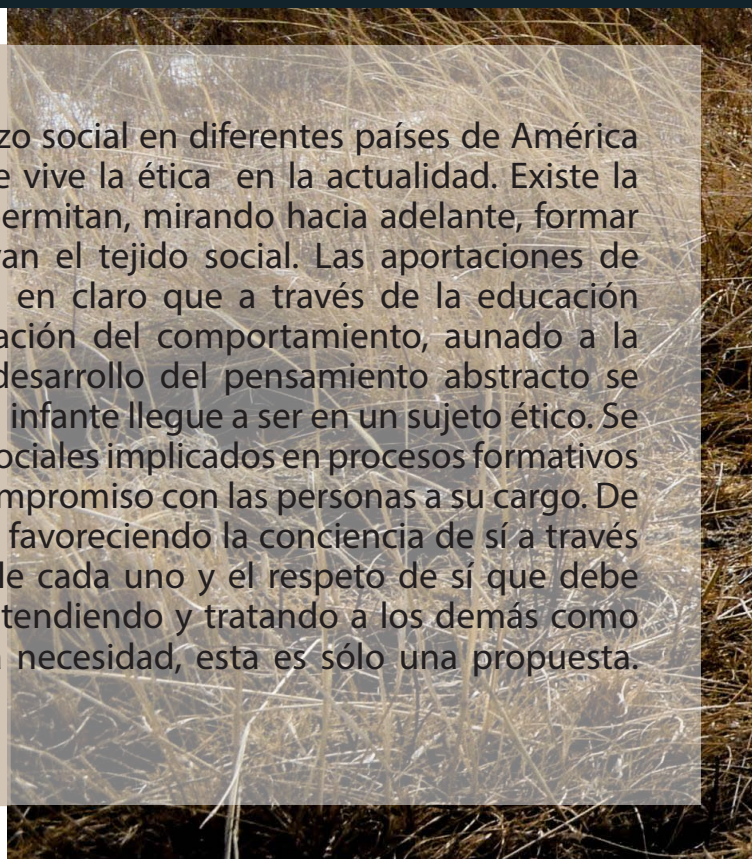 zo social en diferentes países de América
e vive la ética en la actualidad. Existe la
ermitan, mirando hacia adelante, formar
van el tejido social. Las aportaciones de
en claro que a través de la educación
ación del comportamiento, aunado a la
desarrollo del pensamiento abstracto se
infante llegue a ser en un sujeto ético. Se
ociales implicados en procesos formativos
mpromiso con las personas a su cargo. De
favoreciendo la conciencia de sí a través
de cada uno y el respeto de sí que debe
tendiendo y tratando a los demás como
a necesidad, esta es sólo una propuesta.